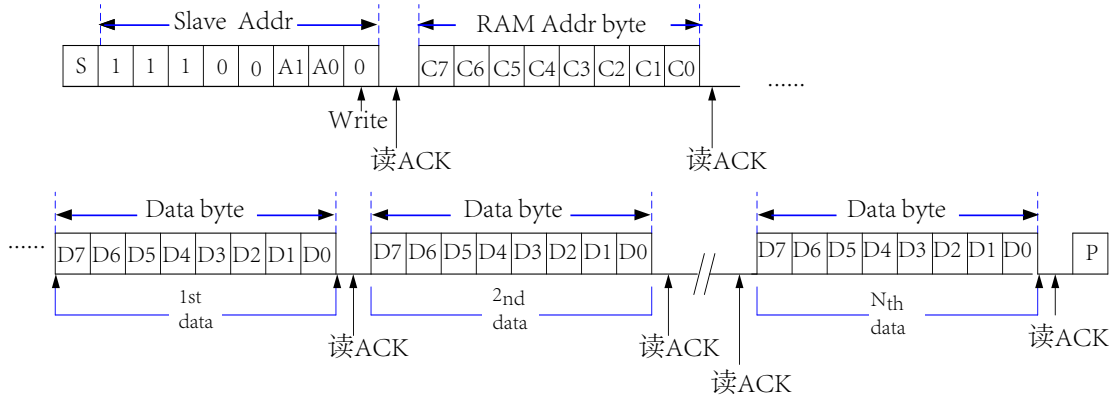 Slave Addr RAM Addr byte
S 1 1 1 0 0 A1 A0 0 C7 C6 C5 C4 C3 C2 C1 C0 ......
Write
读ACK 读ACK
Data byte Data byte Data byte
...... D7 D6 D5 D4 D3 D2 D1 D0 D7 D6 D5 D4 D3 D2 D1 D0 D7 D6 D5 D4 D3 D2 D1 D0 P
1st 2nd Nth
data data data
读ACK 读ACK 读ACK 读ACK